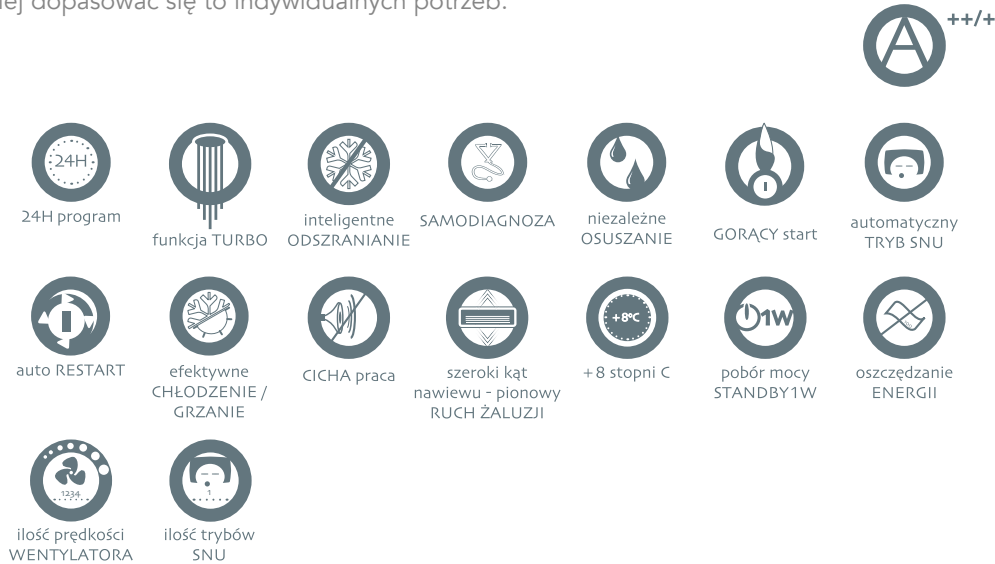 ej dopasować się to indywidualnych potrzeb.
A ++/+
24H
24H program
funkcja TURBO
inteligentne
ODSZRANIANIE
SAMODIAGNOZA
niezależne
OSUSZANIE
GORĄCY start
automatyczny
TRYB SNU
auto RESTART
efektywne
CHŁODZENIE /
GRZANIE
CICHA praca
szeroki kąt
nawiewu - pionowy
RUCH ŻALUZJI
+8°C
+8 stopni C
1W
pobór mocy
STANDBY1W
oszczędzanie
ENERGII
1234
ilość prędkości
WENTYLATORA
1
ilość trybów
SNU